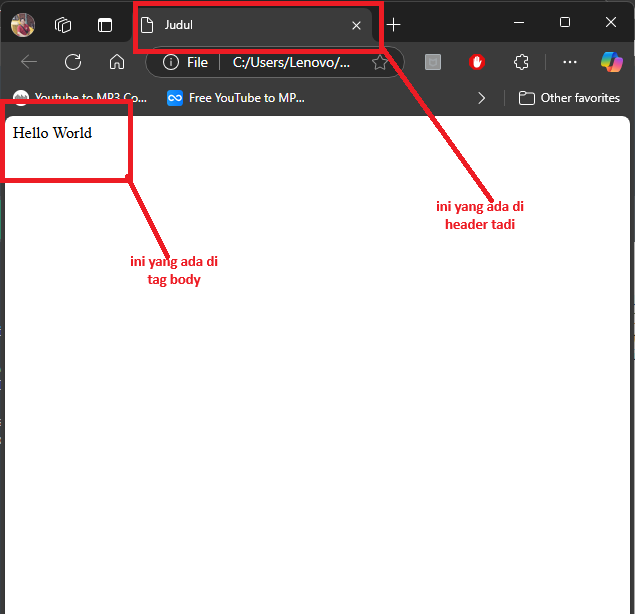 Judul
File
C:/Users/Lenovo/...
Youtube to MP3 Co...
Free YouTube to MP...
Other favorites
Hello World
ini yang ada di
header tadi
ini yang ada di
tag body